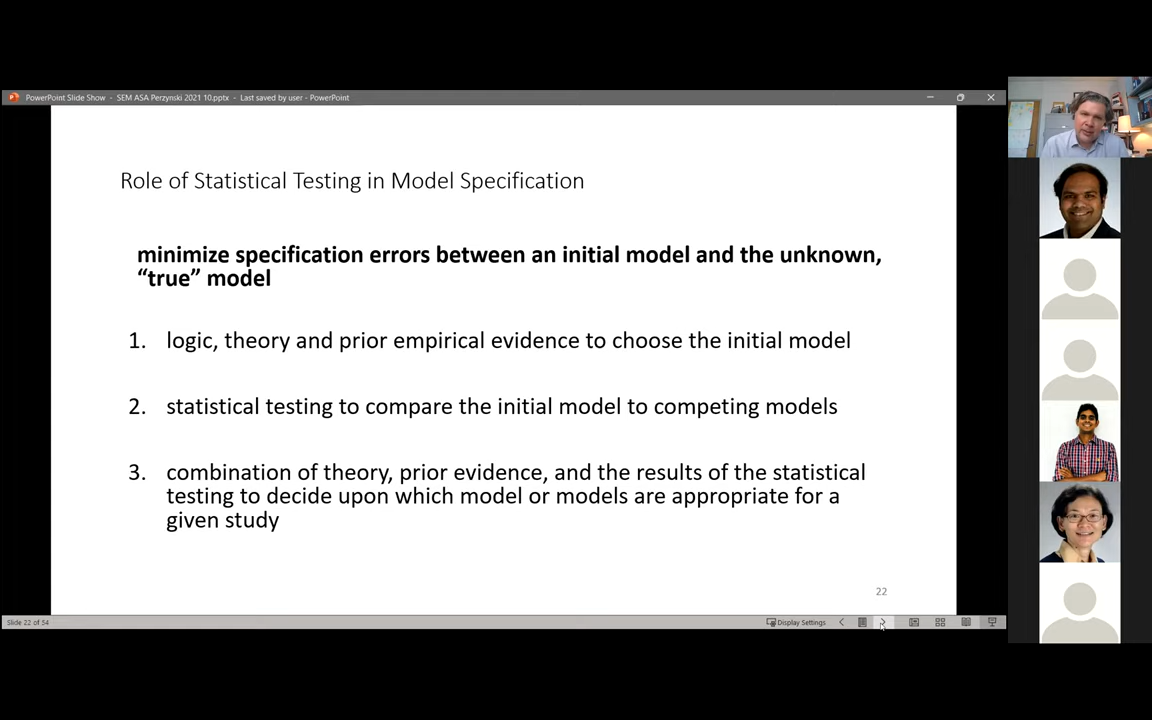 PowerPoint Slide Show - SEM ASA Perzynski 2021 10.pptx - Last saved by user - PowerPoint
Role of Statistical Testing in Model Specification
minimize specification errors between an initial model and the unknown,
“true” model
1. logic, theory and prior empirical evidence to choose the initial model
2. statistical testing to compare the initial model to competing models
3. combination of theory, prior evidence, and the results of the statistical
testing to decide upon which model or models are appropriate for a
given study
22
Slide 22 of 54
Display Settings